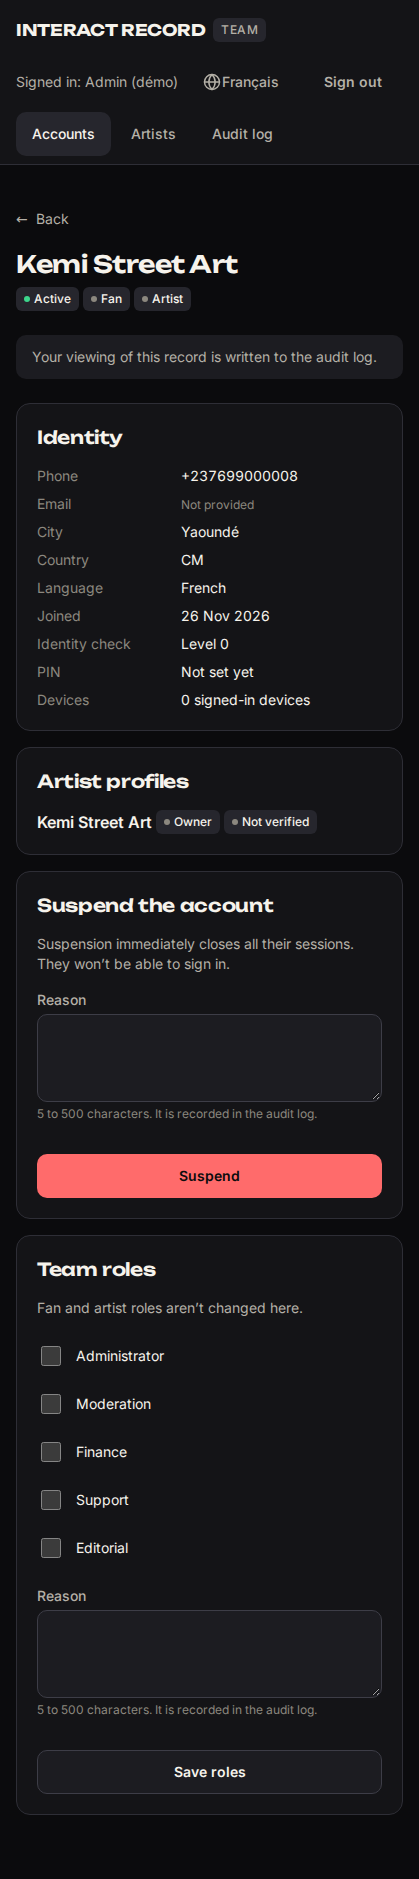 INTERACT RECORD TEAM
Signed in: Admin (démo) Français Sign out
Accounts Artists Audit log
← Back
Kemi Street Art
Active Fan Artist
Your viewing of this record is written to the audit log.
Identity
Phone +237699000008
Email Not provided
City Yaoundé
Country CM
Language French
Joined 26 Nov 2026
Identity check Level 0
PIN Not set yet
Devices 0 signed-in devices
Artist profiles
Kemi Street Art Owner Not verified
Suspend the account
Suspension immediately closes all their sessions.
They won’t be able to sign in.
Reason
5 to 500 characters. It is recorded in the audit log.
Suspend
Team roles
Fan and artist roles aren’t changed here.
Administrator
Moderation
Finance
Support
Editorial
Reason
5 to 500 characters. It is recorded in the audit log.
Save roles